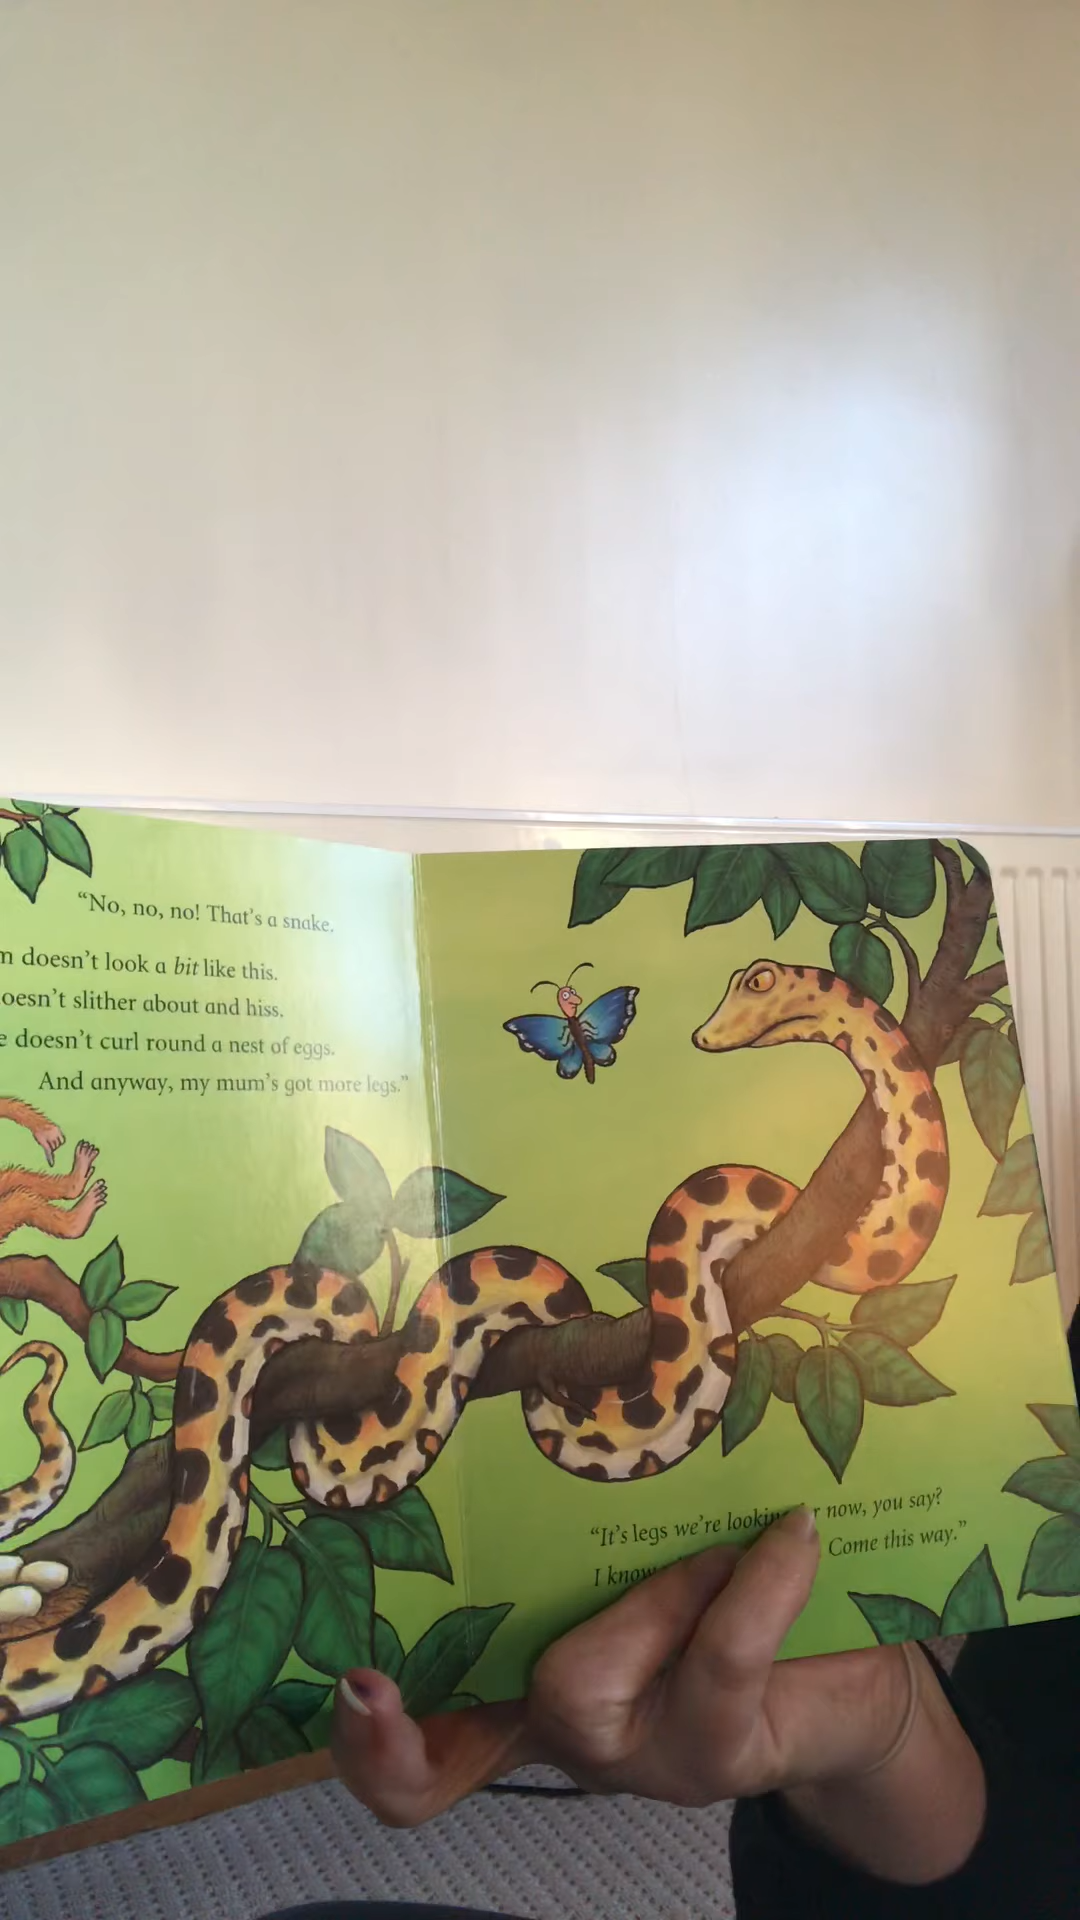 "No, no, no! That's a snake.
doesn't look a bit like this.
doesn't slither about and hiss.
doesn't curl round a nest of eggs.
And anyway, my mum's got more legs."
"It's legs we're looking now, you say?
I know Come this way."